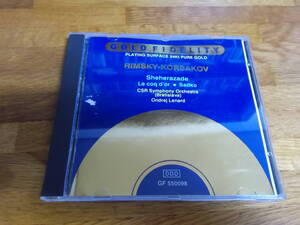 GOLD FIDELITY
PLAYING SURFACE 24Kt PURE GOLD
RIMSKY-KORSAKOV
Sheherazade
Le coq d'or ● Sadko
CSR Symphony Orchestra
(Bratislava)
Ondrej Lenard
DDD
GF 550098